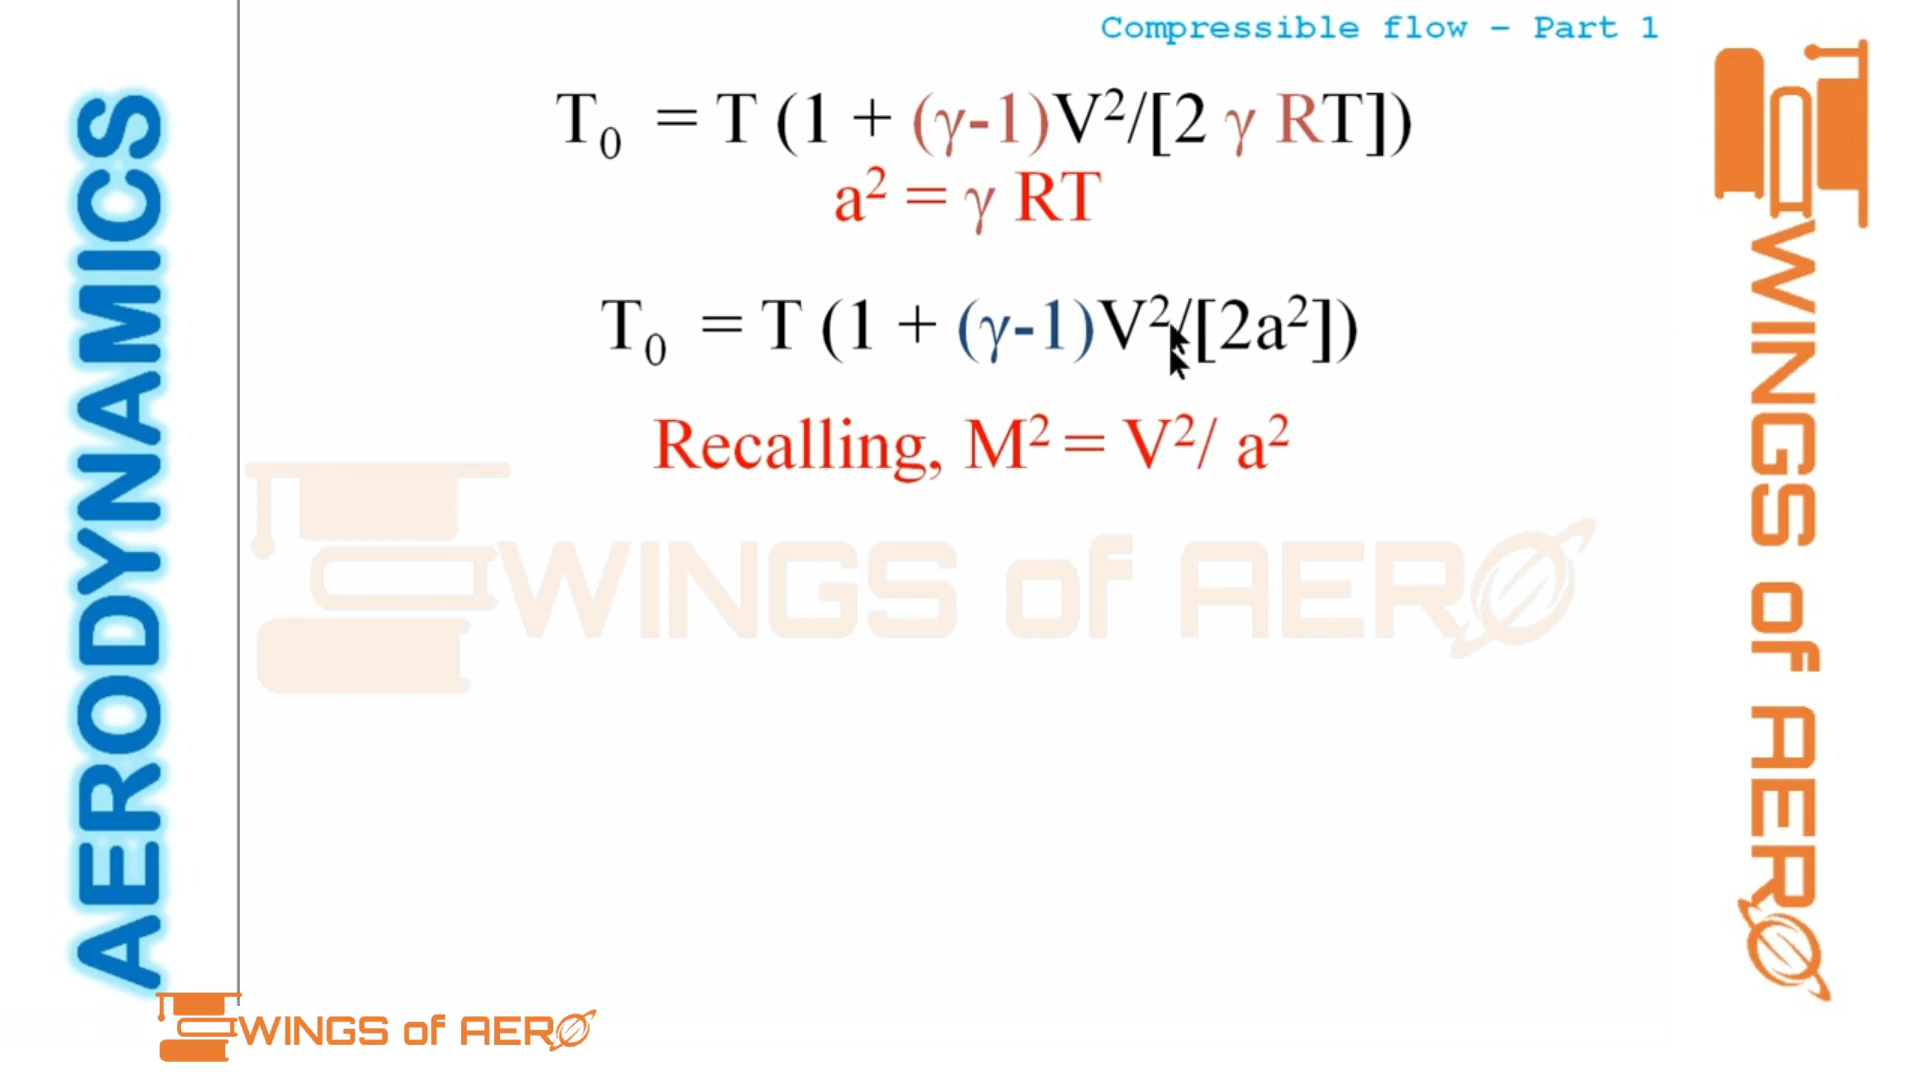 Compressible flow – Part 1
T₀ = T (1 + (γ-1)V²/[2 γ RT])
a² = γ RT
T₀ = T (1 + (γ-1)V²/[2a²])
Recalling, M² = V²/ a²
WINGS of AERO
AERODYNAMICS
WINGS of AERO
WINGS of AERO